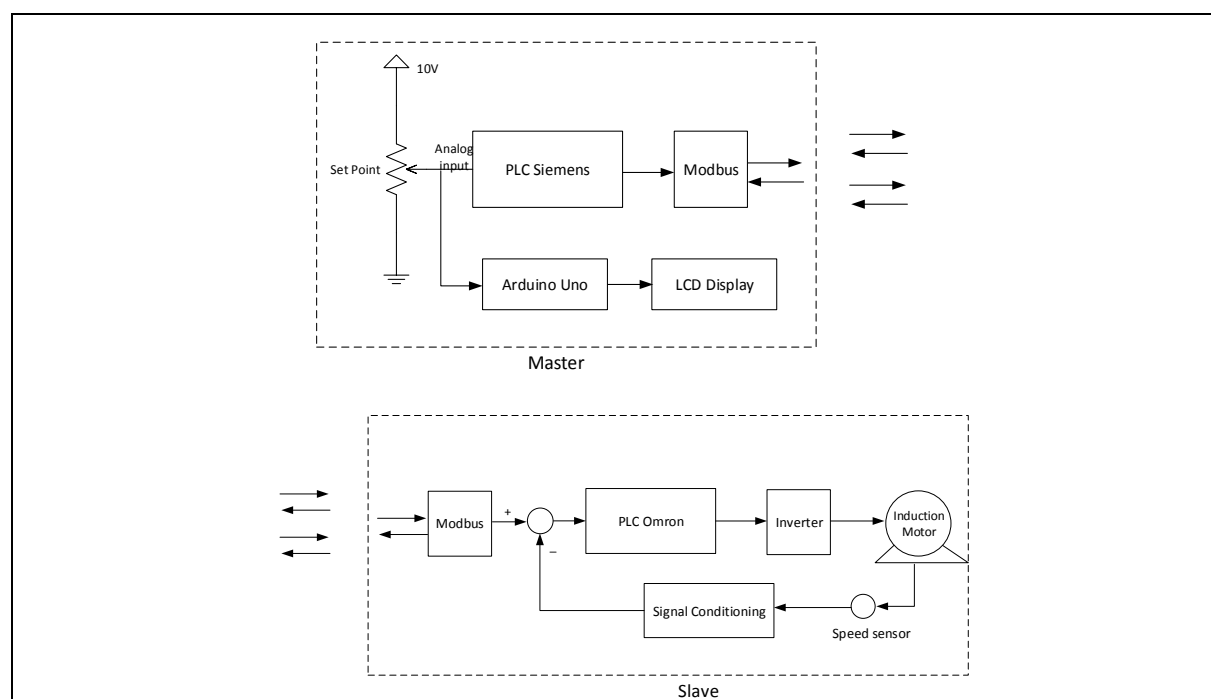 10V
Analog
input
Set Point
PLC Siemens
Modbus
Arduino Uno
LCD Display
Master
Modbus
+
–
PLC Omron
Inverter
Induction
Motor
Signal Conditioning
Speed sensor
Slave